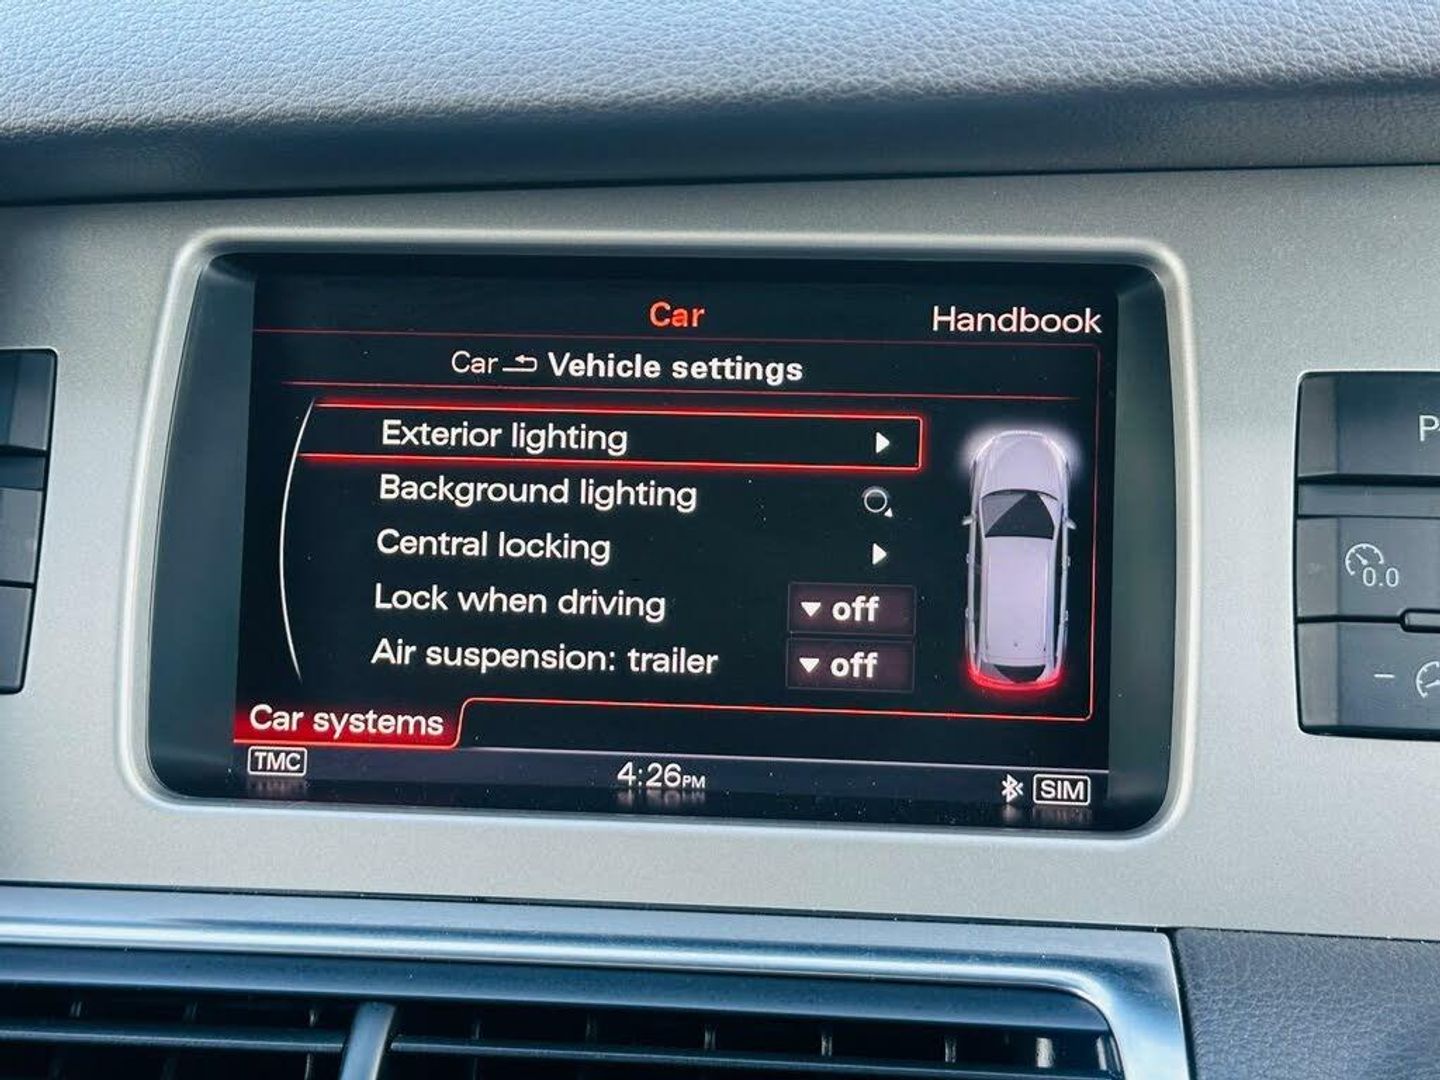 Car
Handbook
Car Vehicle settings
Exterior lighting
Background lighting
Central locking
Lock when driving off
Air suspension: trailer off
Car systems
TMC 4:26PM SIM
P
0.0